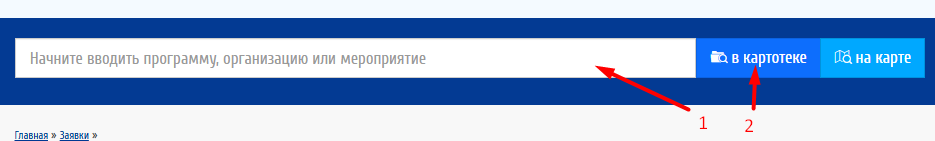 Начните вводить программу, организацию или мероприятие в картотеке на карте
1 2
Главная » Заявки »